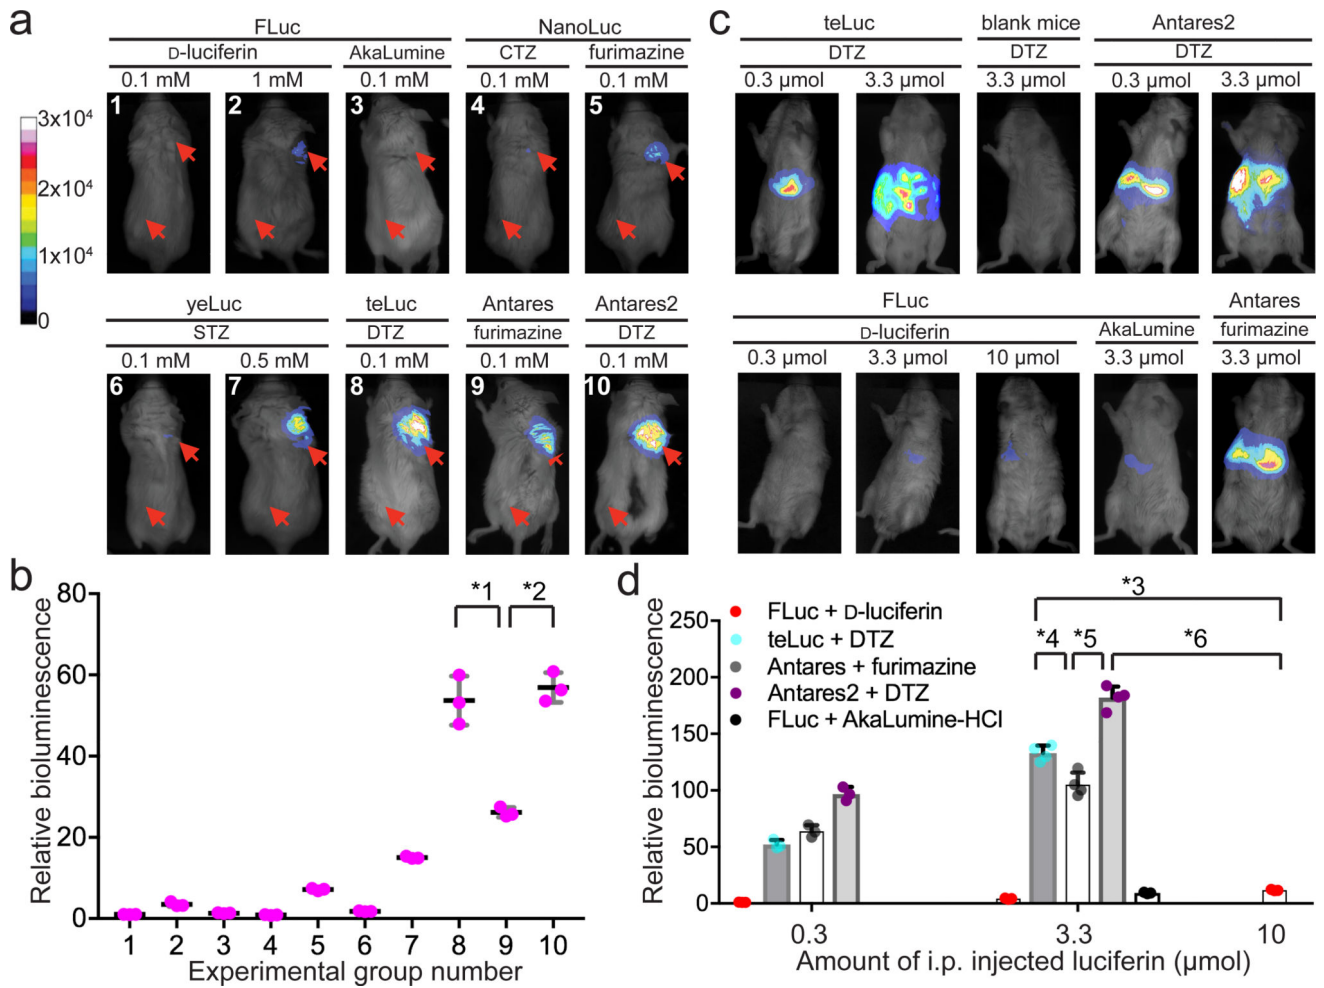 a
FLuc
NanoLuc
D-luciferin
AkaLumine
CTZ
furimazine
0.1 mM
1 mM
0.1 mM
0.1 mM
0.1 mM
1
2
3
4
5
3x10⁴
2x10⁴
1x10⁴
0
yeLuc
teLuc
Antares
Antares2
STZ
DTZ
furimazine
DTZ
0.1 mM
0.5 mM
0.1 mM
0.1 mM
0.1 mM
6
7
8
9
10
c
teLuc
blank mice
Antares2
DTZ
DTZ
DTZ
0.3 µmol
3.3 µmol
3.3 µmol
0.3 µmol
3.3 µmol
FLuc
Antares
D-luciferin
AkaLumine
furimazine
0.3 µmol
3.3 µmol
10 µmol
3.3 µmol
3.3 µmol
b
Relative bioluminescence
80
60
40
20
0
*1
*2
1 2 3 4 5 6 7 8 9 10
Experimental group number
d
Relative bioluminescence
250
200
150
100
50
0
FLuc + D-luciferin
teLuc + DTZ
Antares + furimazine
Antares2 + DTZ
FLuc + AkaLumine-HCl
*3
*4
*5
*6
0.3 3.3 10
Amount of i.p. injected luciferin (µmol)